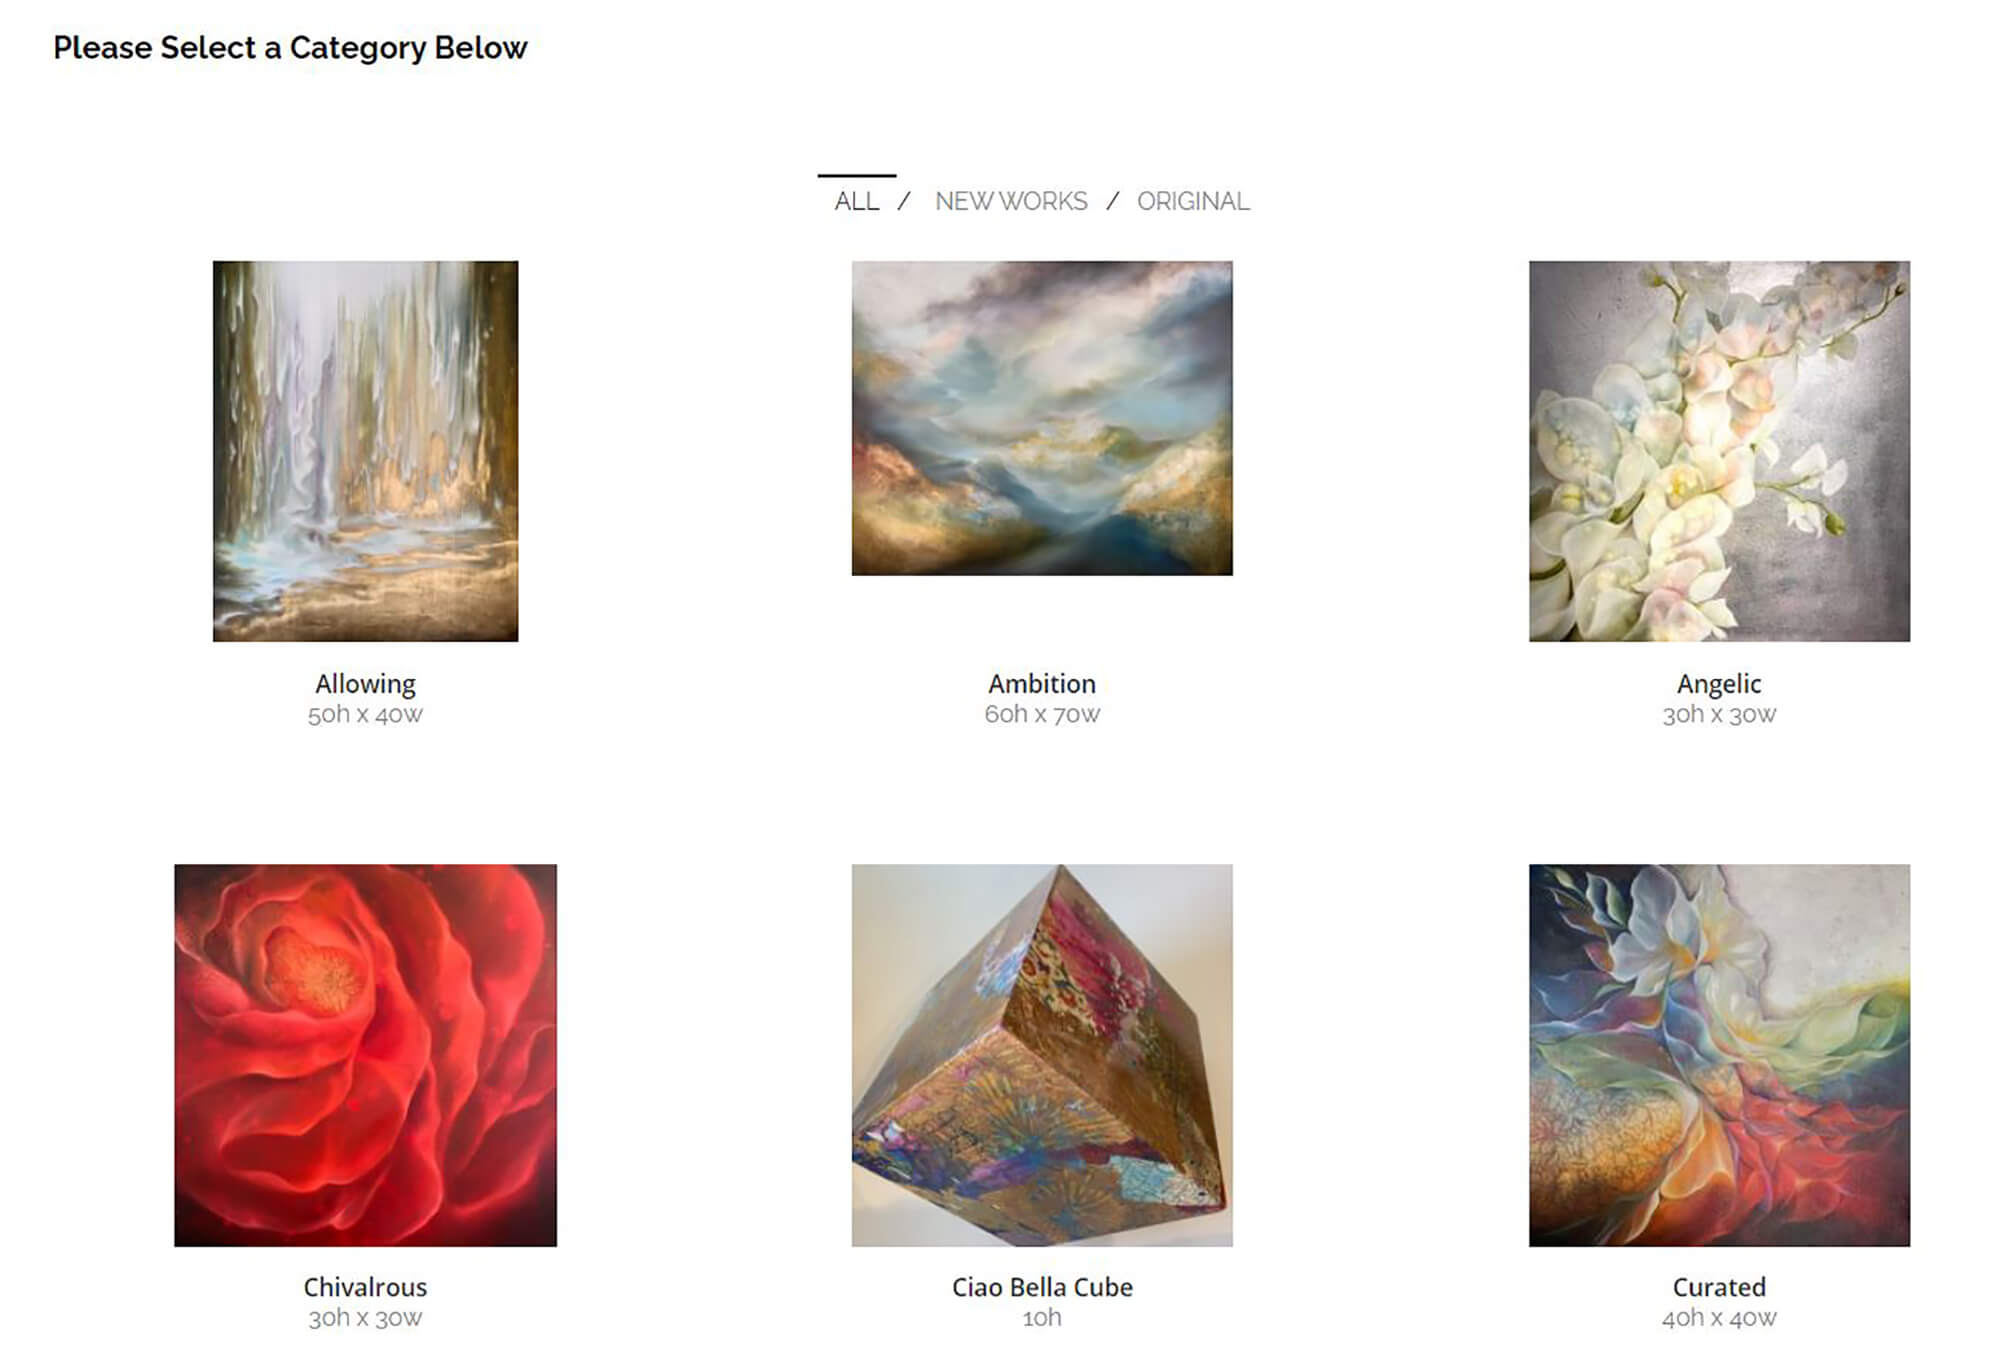 Please Select a Category Below
ALL / NEW WORKS / ORIGINAL
Allowing
50h x 40w
Ambition
60h x 70w
Angelic
30h x 30w
Chivalrous
30h x 30w
Ciao Bella Cube
10h
Curated
40h x 40w